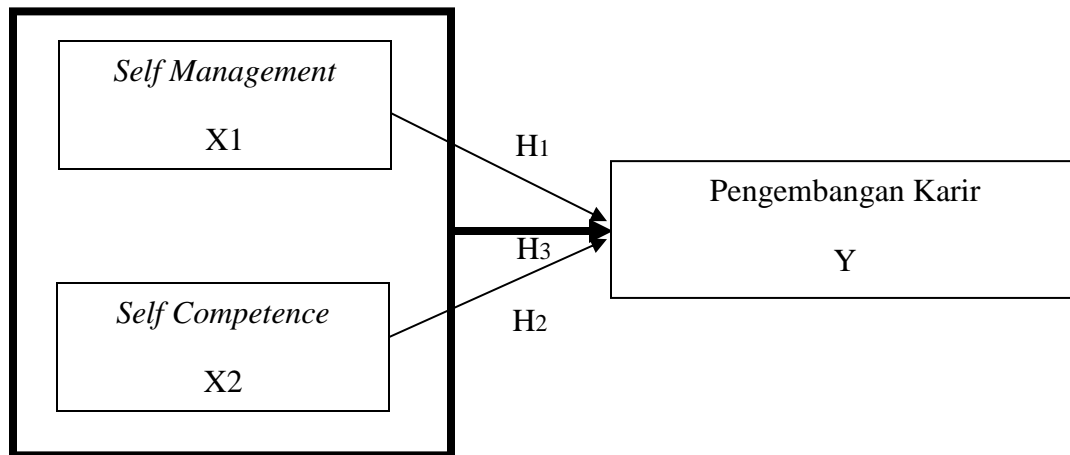 Self Management
X1
H1
Pengembangan Karir
Y
H3
Self Competence
X2
H2